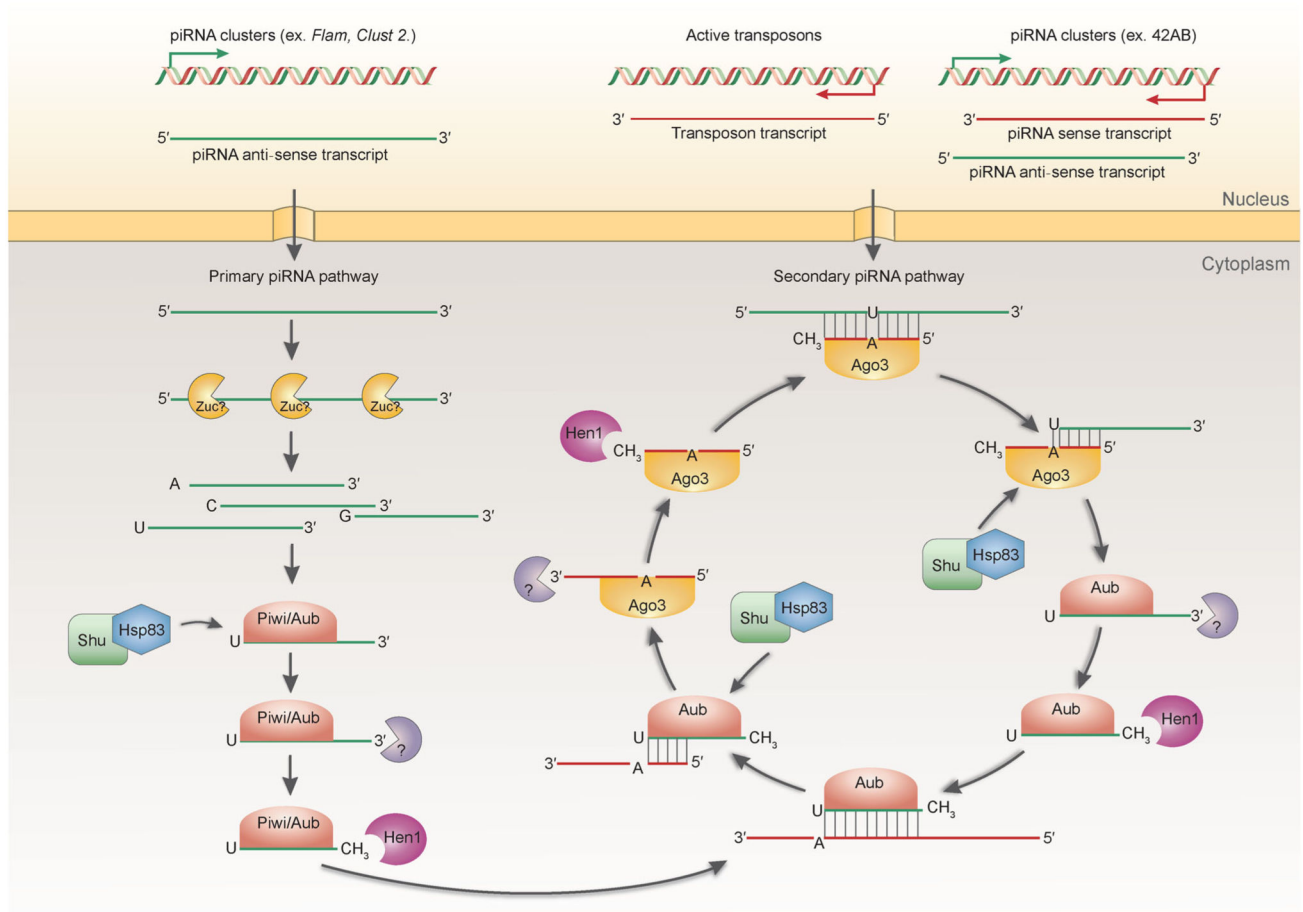 piRNA clusters (ex. Flam, Clust 2.)
Active transposons
piRNA clusters (ex. 42AB)
5′ 3′
piRNA anti-sense transcript
3′ 5′
Transposon transcript
3′ 5′
piRNA sense transcript
5′ 3′
piRNA anti-sense transcript
Nucleus
Cytoplasm
Primary piRNA pathway
5′ 3′
5′ Zuc? Zuc? Zuc? 3′
A 3′
C 3′
G 3′
U 3′
Shu Hsp83
Piwi/Aub
U 3′
Piwi/Aub
U 3′ ?
Piwi/Aub
U CH3 Hen1
Secondary piRNA pathway
5′ U 3′
CH3 A 5′
Ago3
U 3′
CH3 A 5′
Ago3
Shu Hsp83
Aub
U 3′ ?
Aub
U CH3 Hen1
Aub
U CH3
3′ A 5′
Shu Hsp83
Aub
U CH3
3′ A 5′
? 3′ A 5′
Ago3
Hen1 CH3 A 5′
Ago3